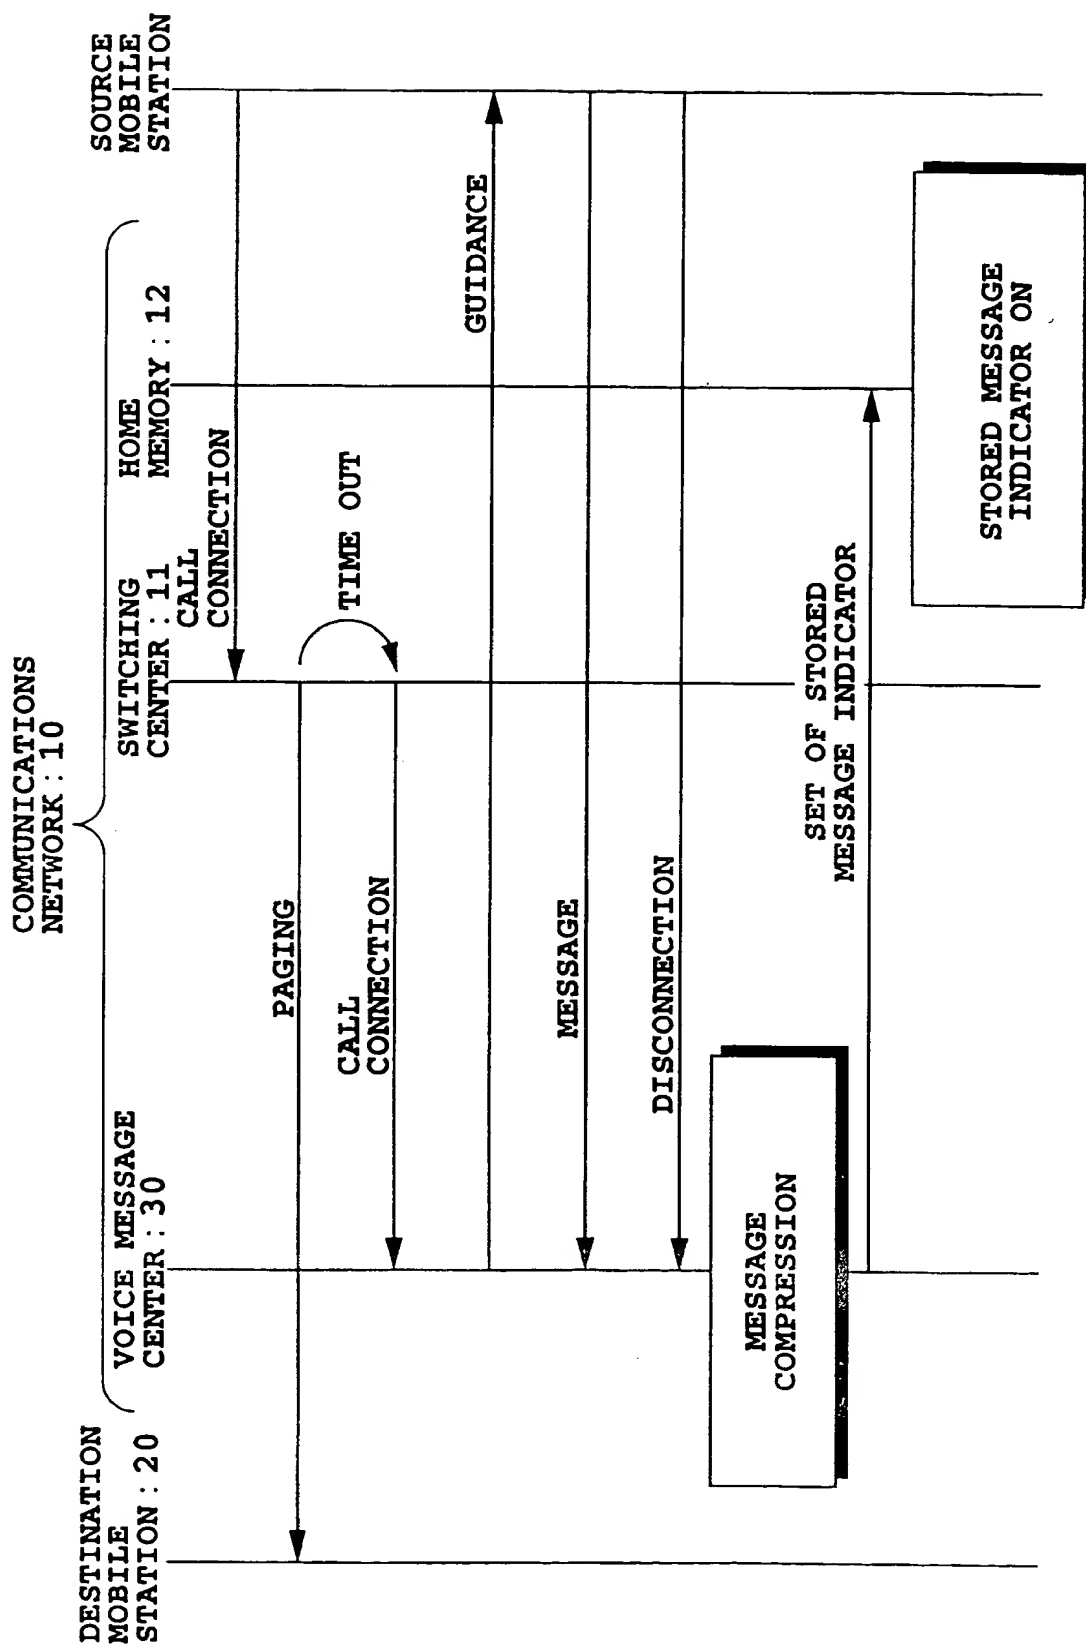 COMMUNICATIONS
NETWORK : 10
DESTINATION
MOBILE
STATION : 20
VOICE MESSAGE
CENTER : 30
SWITCHING
CENTER : 11
HOME
MEMORY : 12
SOURCE
MOBILE
STATION
CALL
CONNECTION
PAGING
TIME OUT
CALL
CONNECTION
GUIDANCE
MESSAGE
DISCONNECTION
MESSAGE
COMPRESSION
SET OF STORED
MESSAGE INDICATOR
STORED MESSAGE
INDICATOR ON